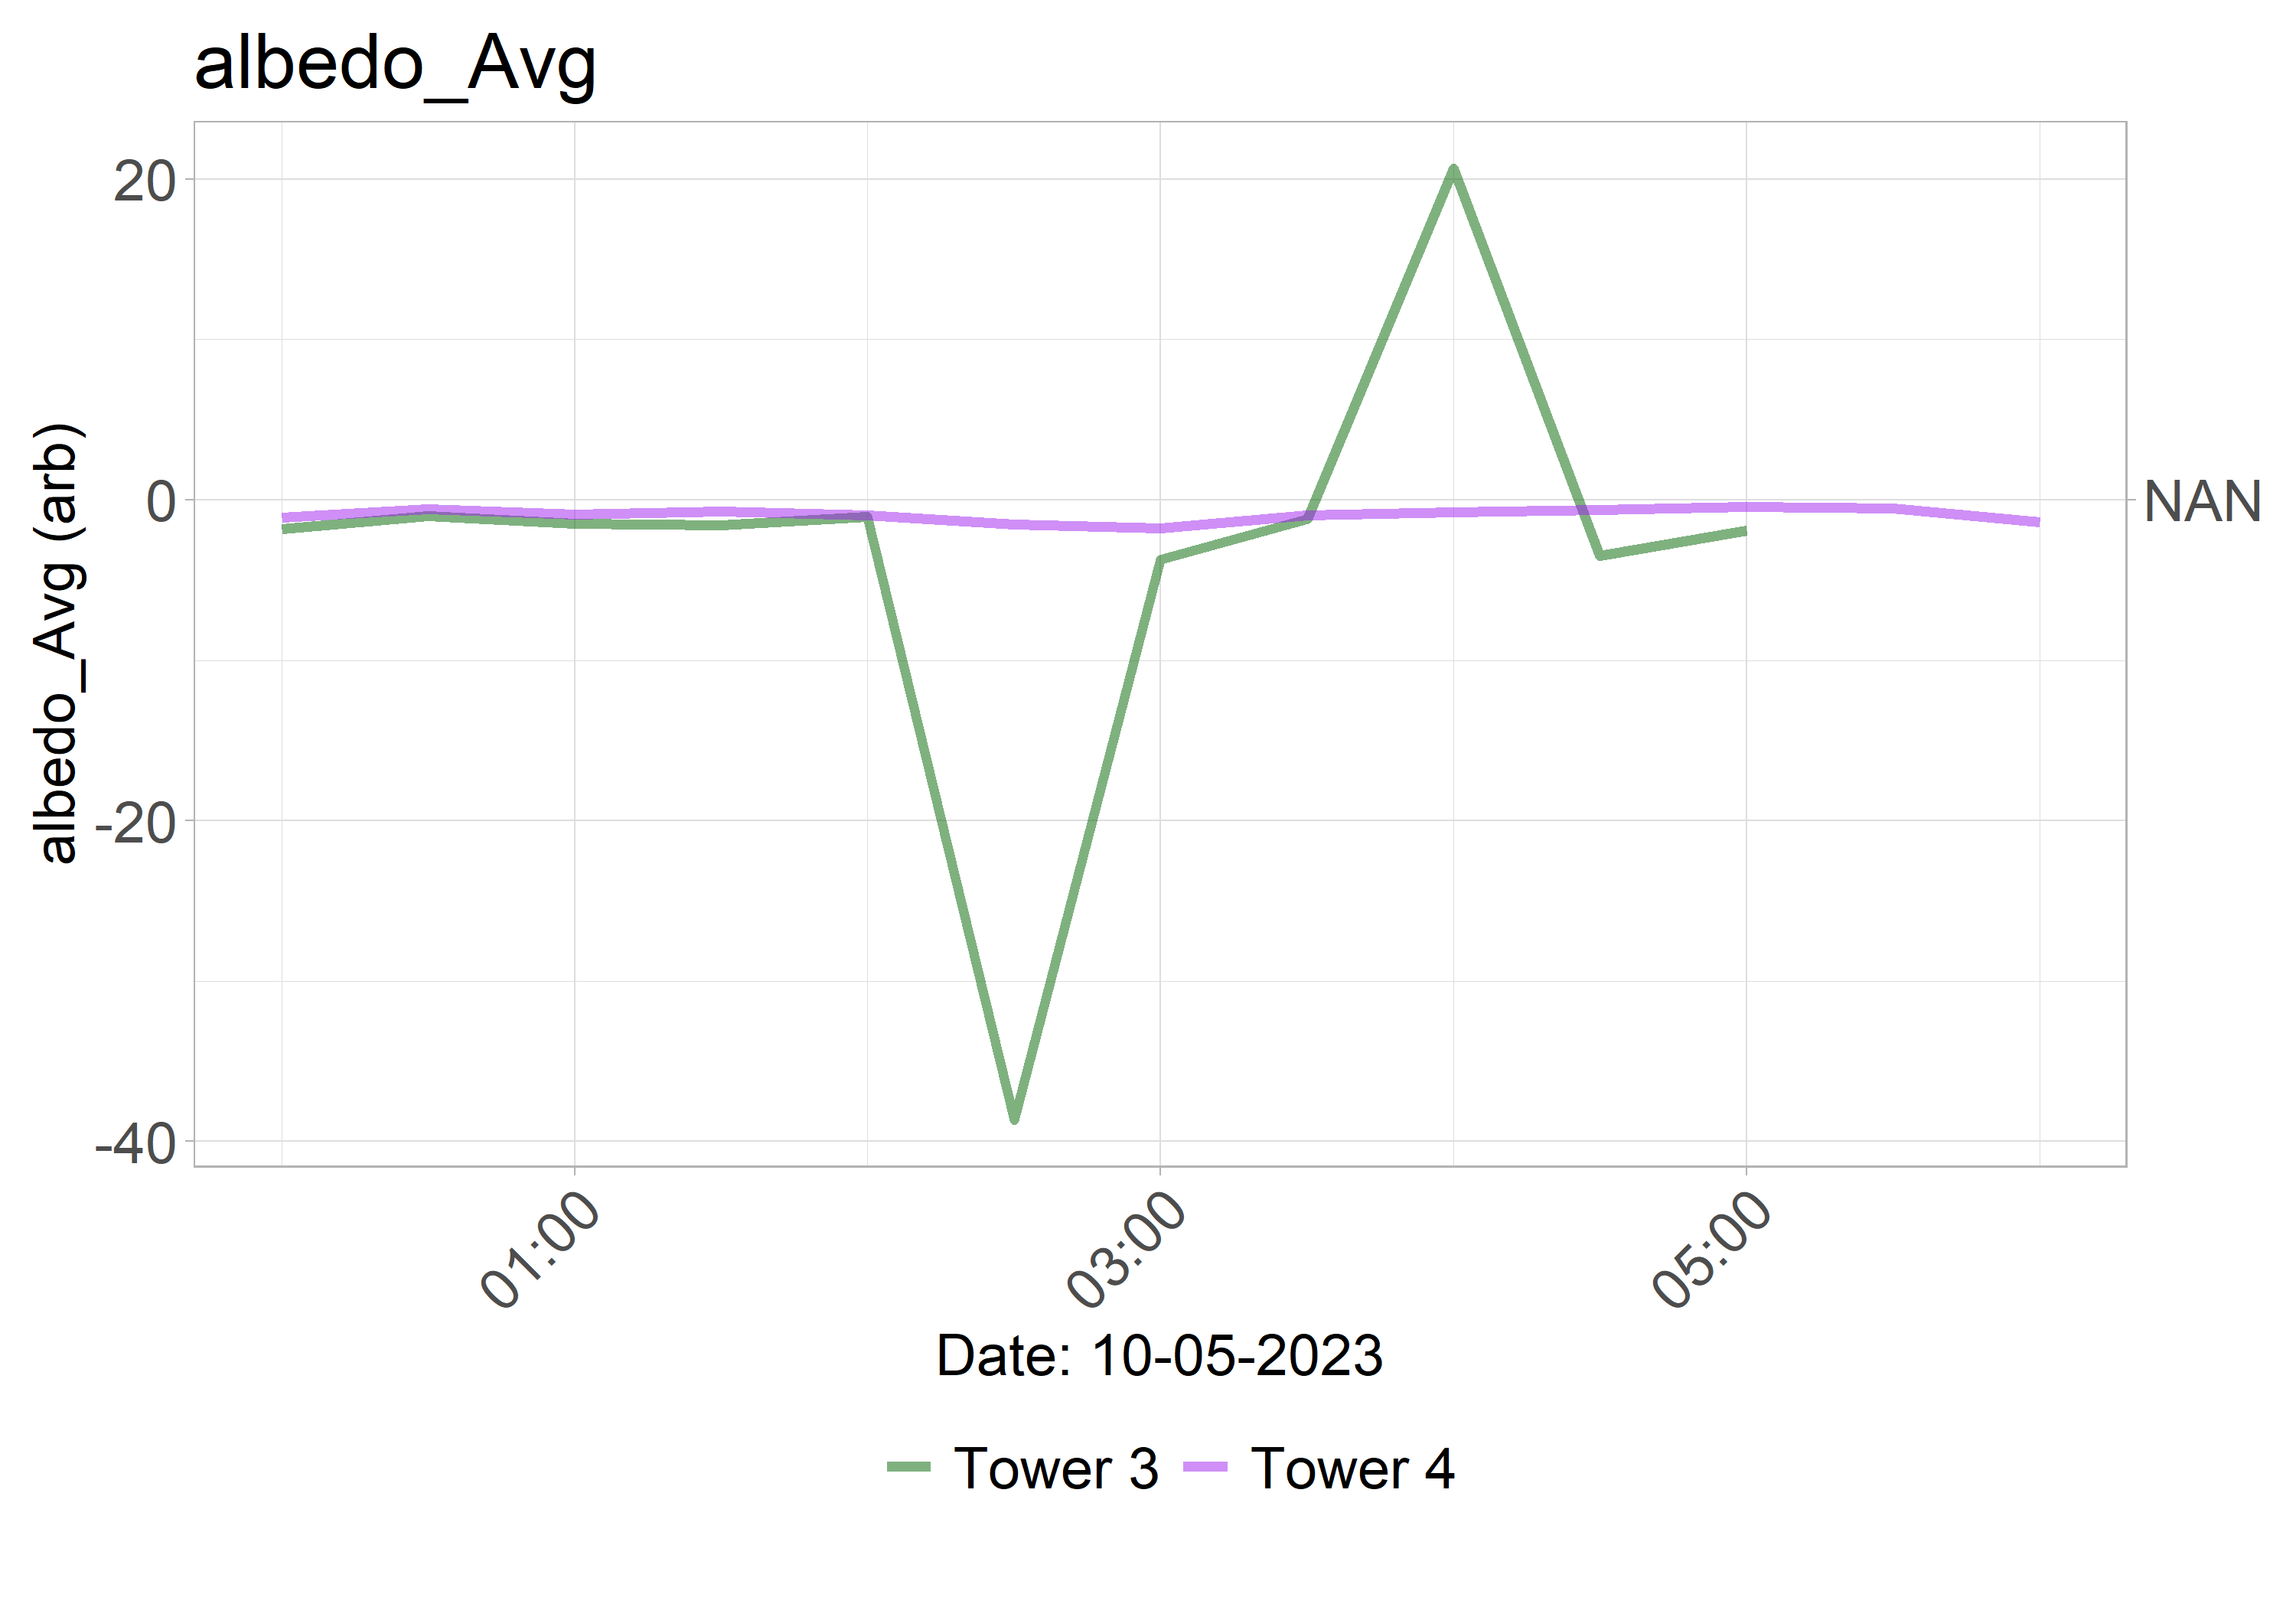 albedo_Avg
albedo_Avg (arb)
20
0
-20
-40
NAN
01:00
03:00
05:00
Date: 10-05-2023
Tower 3
Tower 4